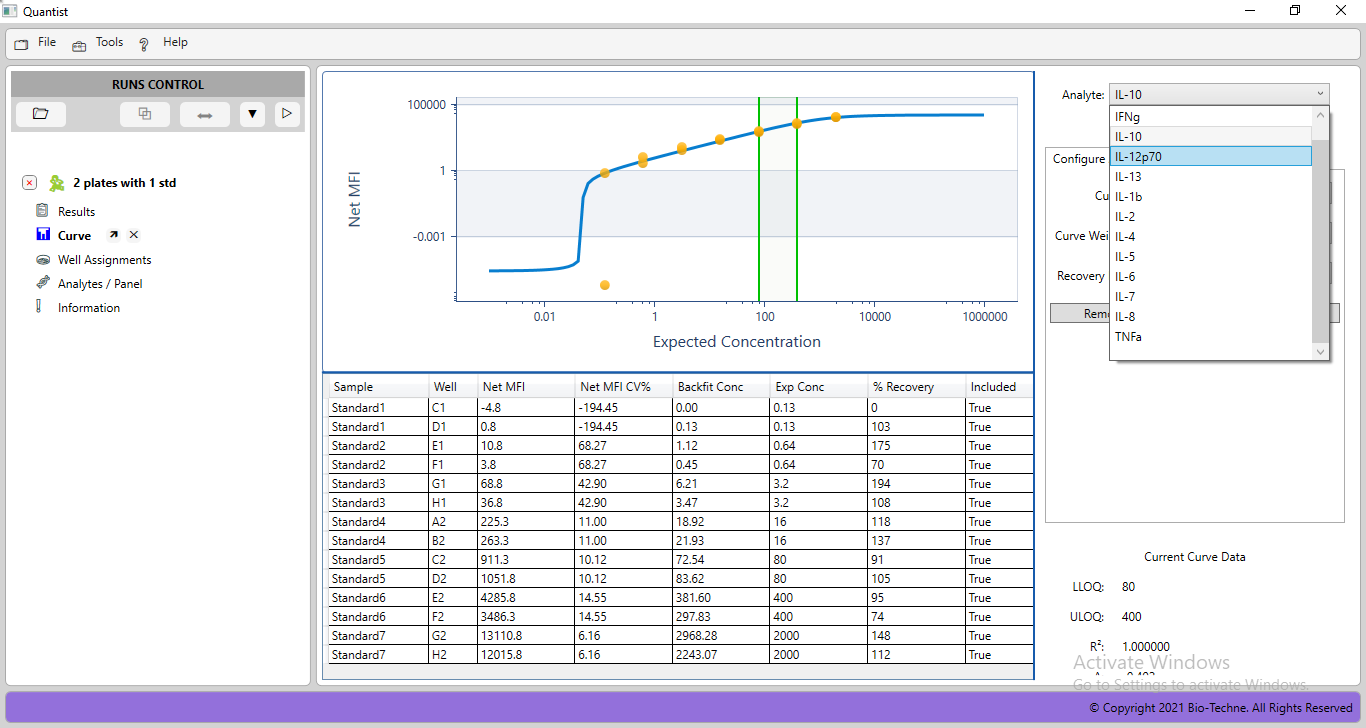 Quantist
File Tools ? Help
RUNS CONTROL
2 plates with 1 std
Results
Curve
Well Assignments
Analytes / Panel
Information
100000
1
-0.001
Net MFI
0.01 1 100 10000 1000000
Expected Concentration
Sample Well Net MFI Net MFI CV% Backfit Conc Exp Conc % Recovery Included
Standard1 C1 -4.8 -194.45 0.00 0.13 0 True
Standard1 D1 0.8 -194.45 0.13 0.13 103 True
Standard2 E1 10.8 68.27 1.12 0.64 175 True
Standard2 F1 3.8 68.27 0.45 0.64 70 True
Standard3 G1 68.8 42.90 6.21 3.2 194 True
Standard3 H1 36.8 42.90 3.47 3.2 108 True
Standard4 A2 225.3 11.00 18.92 16 118 True
Standard4 B2 263.3 11.00 21.93 16 137 True
Standard5 C2 911.3 10.12 72.54 80 91 True
Standard5 D2 1051.8 10.12 83.62 80 105 True
Standard6 E2 4285.8 14.55 381.60 400 95 True
Standard6 F2 3486.3 14.55 297.83 400 74 True
Standard7 G2 13110.8 6.16 2968.28 2000 148 True
Standard7 H2 12015.8 6.16 2243.07 2000 112 True
Analyte: IL-10
IFNg
IL-10
IL-12p70
IL-13
IL-1b
IL-2
IL-4
IL-5
IL-6
IL-7
IL-8
TNFa
Configure
Cu
Curve Wei
Recovery
Rem
Current Curve Data
LLOQ: 80
ULOQ: 400
R²: 1.000000
Activate Windows
Go to Settings to activate Windows.
© Copyright 2021 Bio-Techne. All Rights Reserved